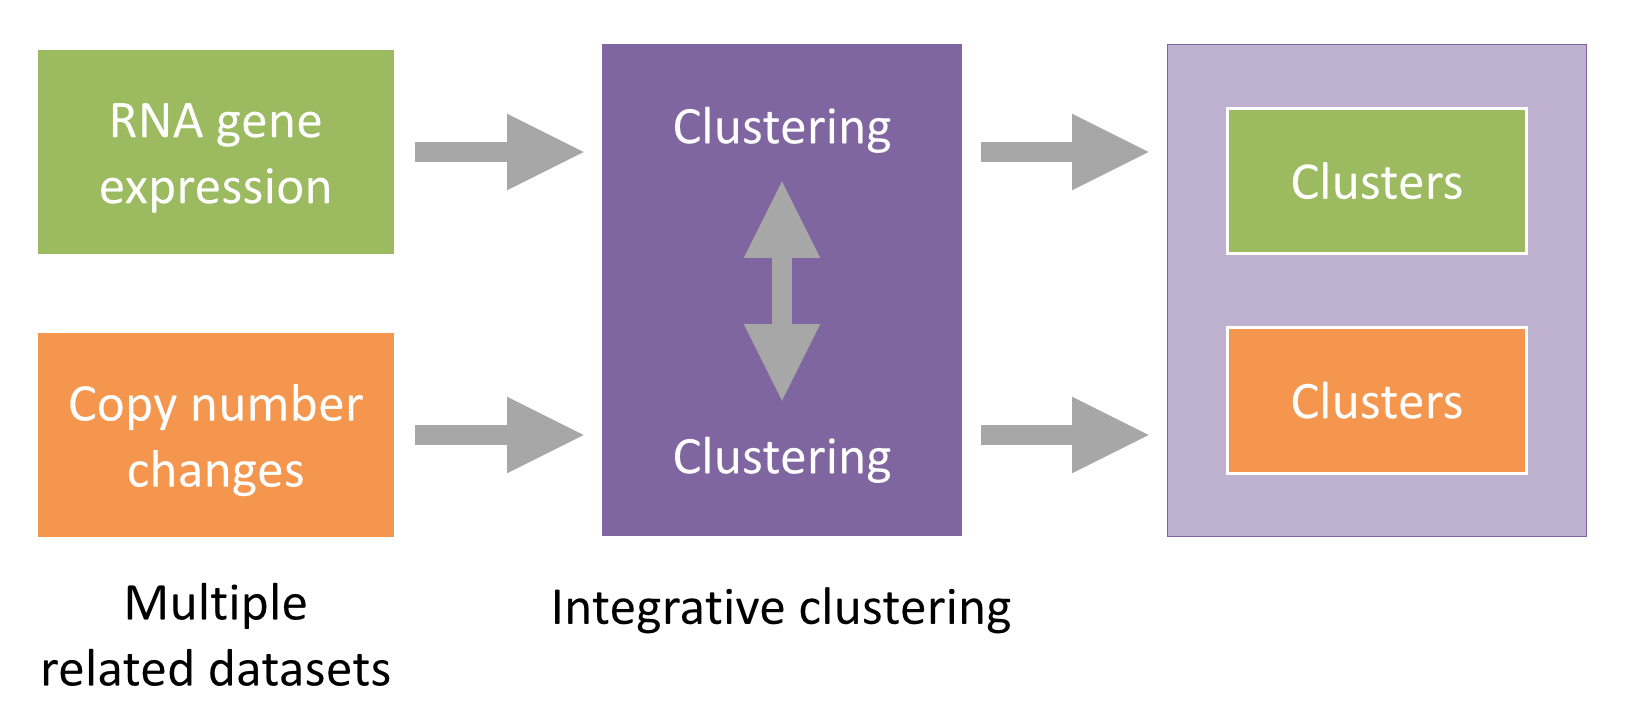 RNA gene
expression
Clustering
Clusters
Copy number
changes
Clustering
Clusters
Multiple
related datasets
Integrative clustering